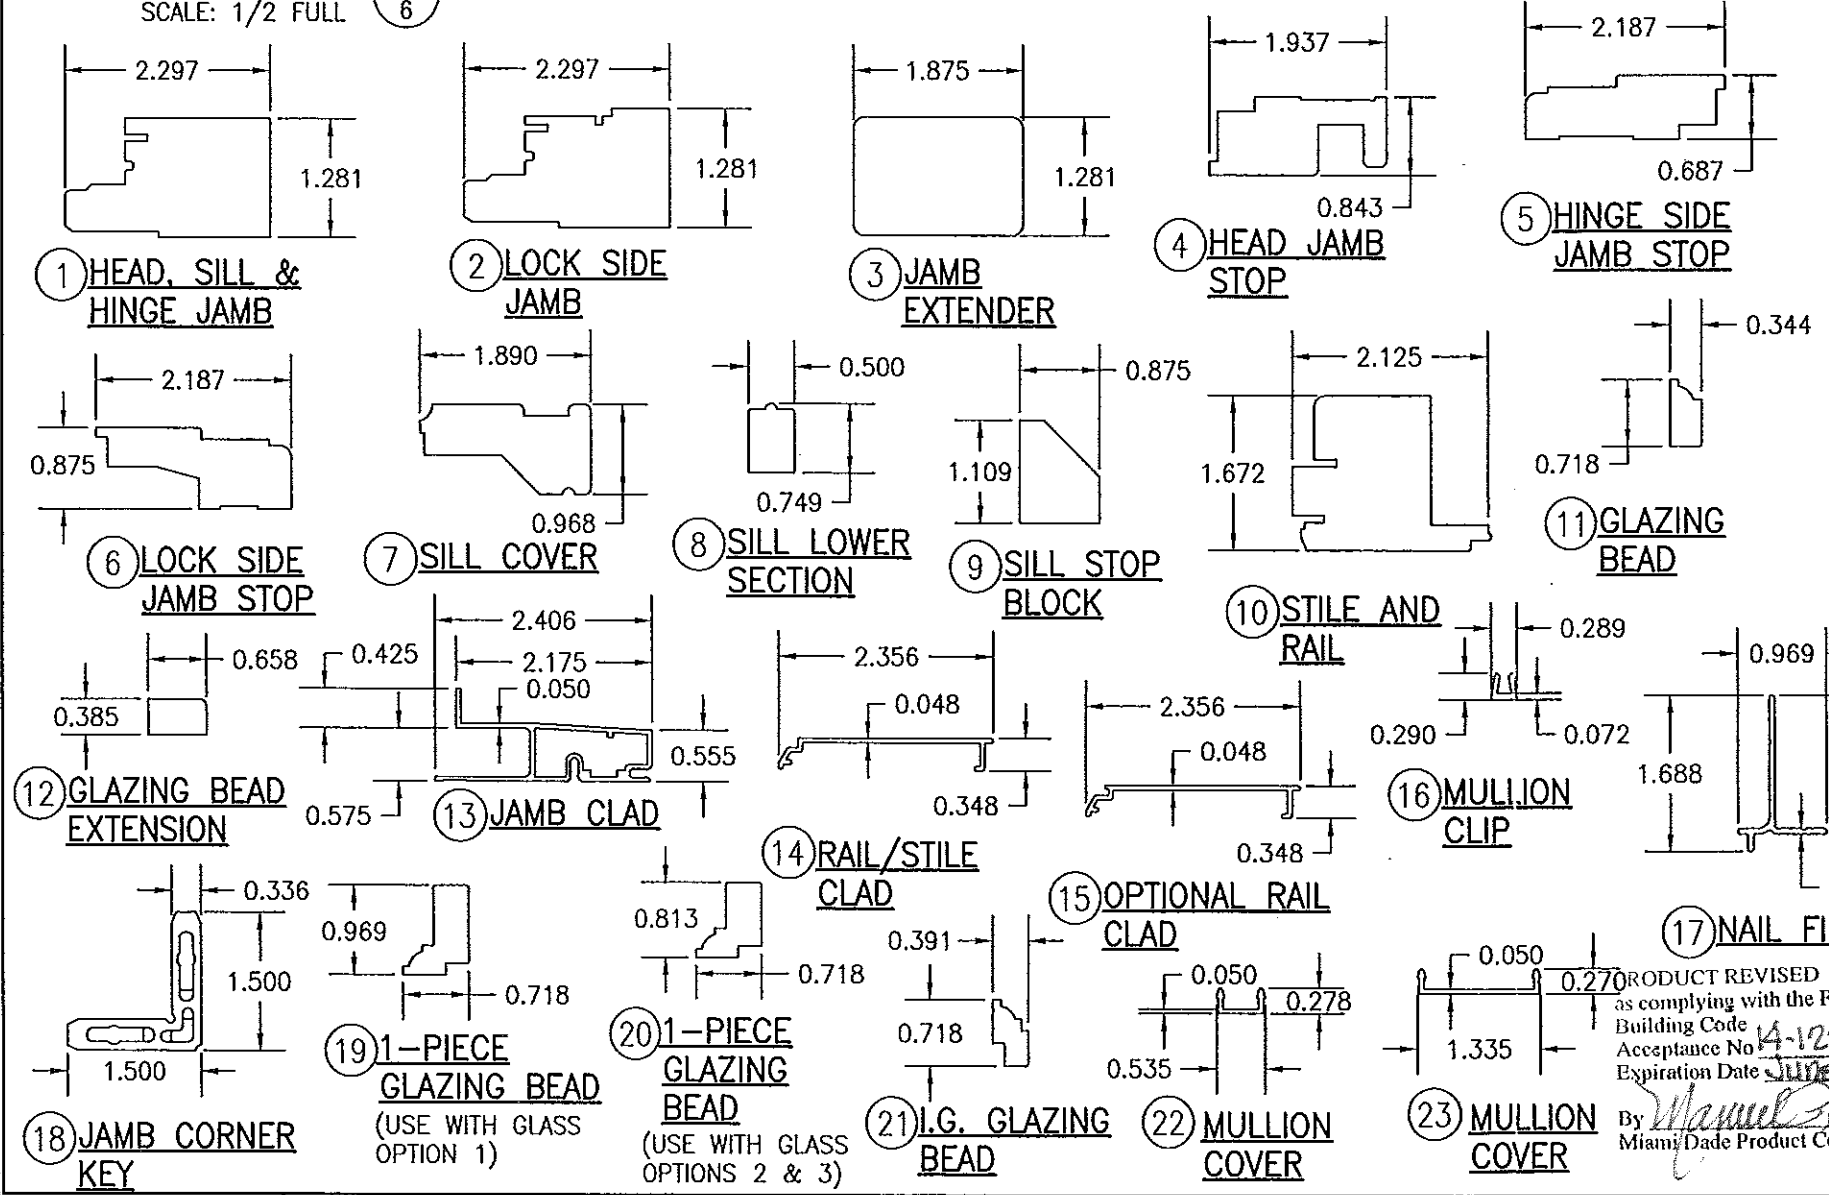 SCALE: 1/2 FULL
6
2.297
1.281
1 HEAD, SILL &
HINGE JAMB
2.297
1.281
2 LOCK SIDE
JAMB
1.875
1.281
3 JAMB
EXTENDER
1.937
0.843
4 HEAD JAMB
STOP
2.187
0.687
5 HINGE SIDE
JAMB STOP
2.187
0.875
6 LOCK SIDE
JAMB STOP
1.890
0.968
7 SILL COVER
0.500
0.749
8 SILL LOWER
SECTION
0.875
1.109
9 SILL STOP
BLOCK
2.125
1.672
10 STILE AND
RAIL
0.344
0.718
11 GLAZING
BEAD
0.658
0.385
12 GLAZING BEAD
EXTENSION
2.406
0.425
2.175
0.050
0.555
0.575
13 JAMB CLAD
2.356
0.048
0.348
14 RAIL/STILE
CLAD
2.356
0.048
0.348
15 OPTIONAL RAIL
CLAD
0.289
0.290
0.072
16 MULLION
CLIP
0.969
1.688
17 NAIL FI
0.336
1.500
1.500
18 JAMB CORNER
KEY
0.969
0.718
19 1-PIECE
GLAZING BEAD
(USE WITH GLASS
OPTION 1)
0.813
0.718
20 1-PIECE
GLAZING
BEAD
(USE WITH GLASS
OPTIONS 2 & 3)
0.391
0.718
21 I.G. GLAZING
BEAD
0.050
0.278
0.535
22 MULLION
COVER
0.050
0.270
1.335
23 MULLION
COVER
RODUCT REVISED
as complying with the F
Building Code
Acceptance No 14-12
Expiration Date June
By Manuel
Miami Dade Product Co